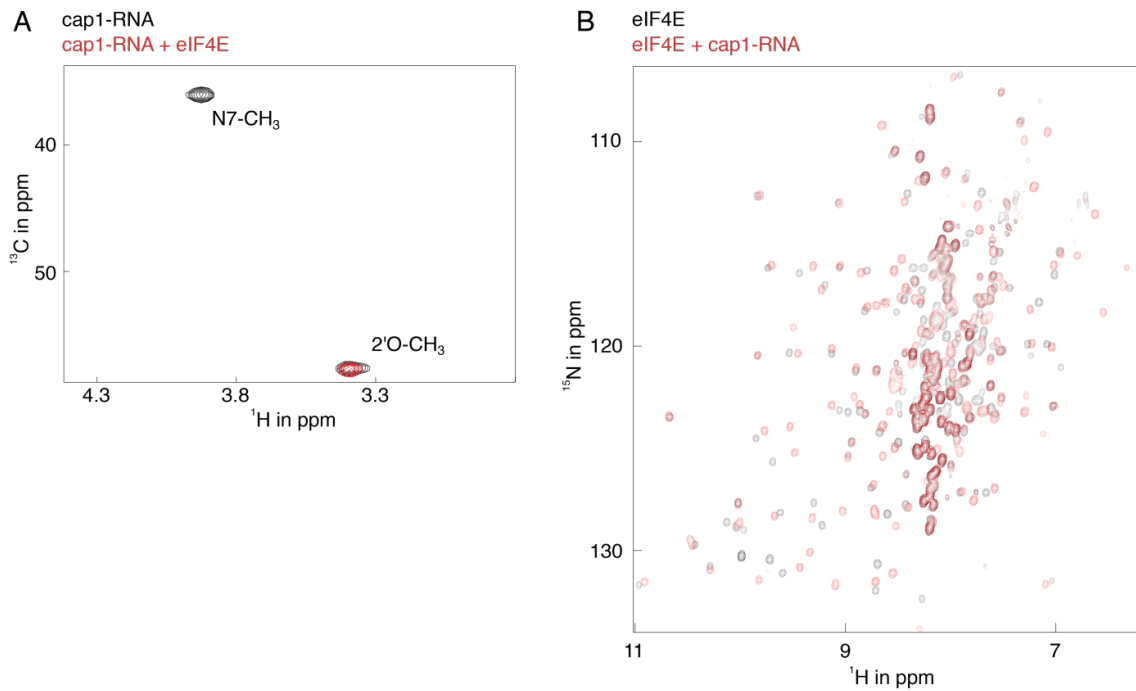 A
cap1-RNA
cap1-RNA + eIF4E
N7-CH₃
2'O-CH₃
40
50
¹³C in ppm
4.3
3.8
3.3
¹H in ppm
B
eIF4E
eIF4E + cap1-RNA
110
120
130
¹⁵N in ppm
11
9
7
¹H in ppm